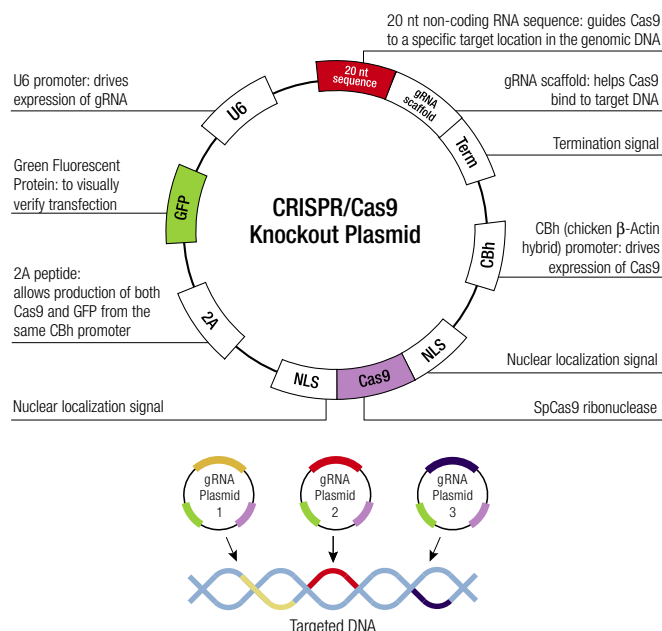 20 nt non-coding RNA sequence: guides Cas9
to a specific target location in the genomic DNA
20 nt
sequence
gRNA
scaffold
gRNA scaffold: helps Cas9
bind to target DNA
Term
Termination signal
U6 promoter: drives
expression of gRNA
U6
Green Fluorescent
Protein: to visually
verify transfection
GFP
CRISPR/Cas9
Knockout Plasmid
CBh
CBh (chicken β-Actin
hybrid) promoter: drives
expression of Cas9
2A peptide:
allows production of both
Cas9 and GFP from the
same CBh promoter
2A
NLS
Cas9
NLS
Nuclear localization signal
Nuclear localization signal
SpCas9 ribonuclease
gRNA
Plasmid
1
gRNA
Plasmid
2
gRNA
Plasmid
3
Targeted DNA